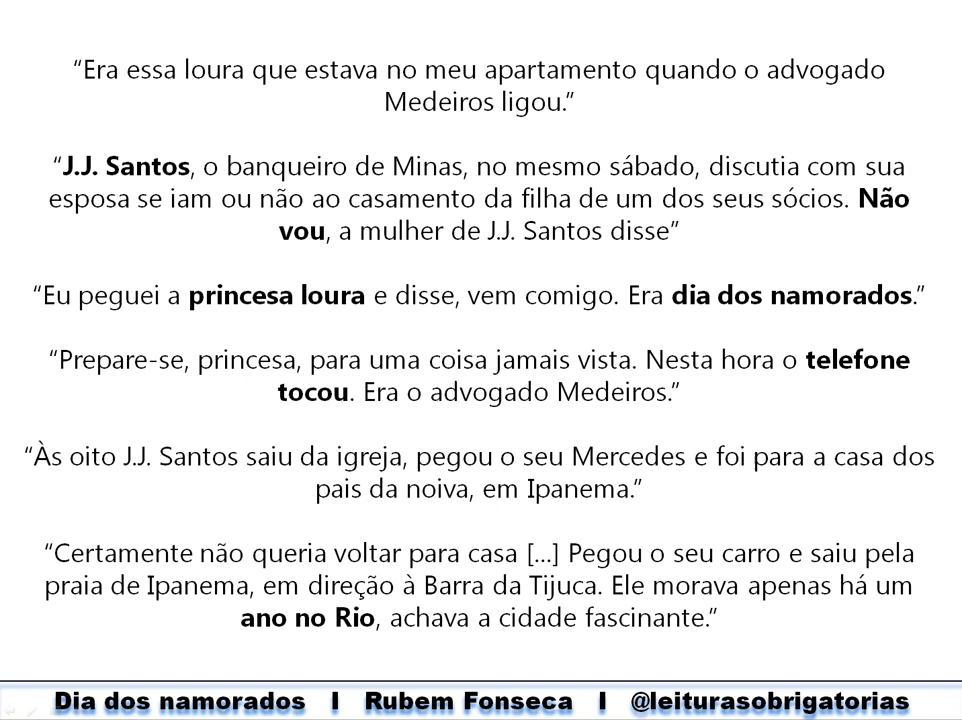 “Era essa loura que estava no meu apartamento quando o advogado
Medeiros ligou.”
“J.J. Santos, o banqueiro de Minas, no mesmo sábado, discutia com sua
esposa se iam ou não ao casamento da filha de um dos seus sócios. Não
vou, a mulher de J.J. Santos disse”
“Eu peguei a princesa loura e disse, vem comigo. Era dia dos namorados.”
“Prepare-se, princesa, para uma coisa jamais vista. Nesta hora o telefone
tocou. Era o advogado Medeiros.”
“Às oito J.J. Santos saiu da igreja, pegou o seu Mercedes e foi para a casa dos
pais da noiva, em Ipanema.”
“Certamente não queria voltar para casa [...] Pegou o seu carro e saiu pela
praia de Ipanema, em direção à Barra da Tijuca. Ele morava apenas há um
ano no Rio, achava a cidade fascinante.”
Dia dos namorados I Rubem Fonseca I @leiturasobrigatorias